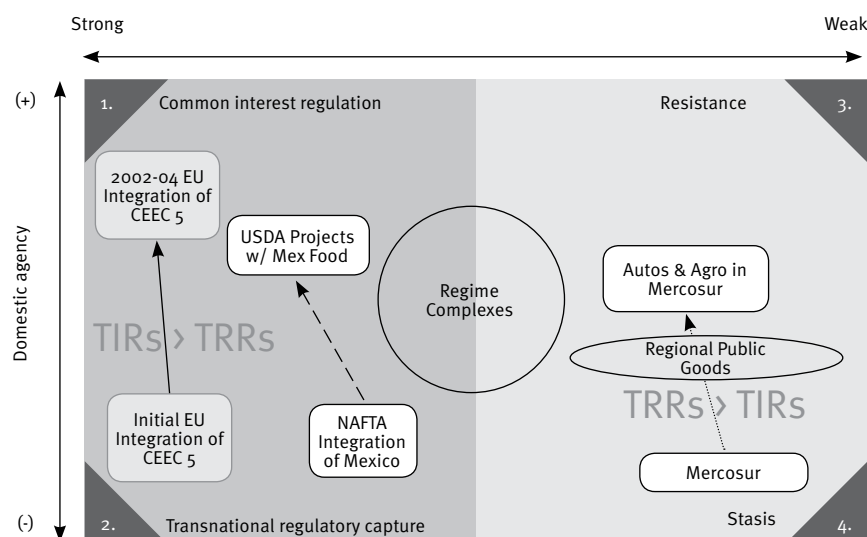 Strong
Weak
(+)
1.
Common interest regulation
Resistance
3.
2002-04 EU
Integration of
CEEC 5
USDA Projects
w/ Mex Food
Autos & Agro in
Mercosur
Regime
Complexes
Domestic agency
TIRs > TRRs
Regional Public
Goods
TRRs > TIRs
Initial EU
Integration of
CEEC 5
NAFTA
Integration
of Mexico
Mercosur
(-)
2.
Transnational regulatory capture
Stasis
4.